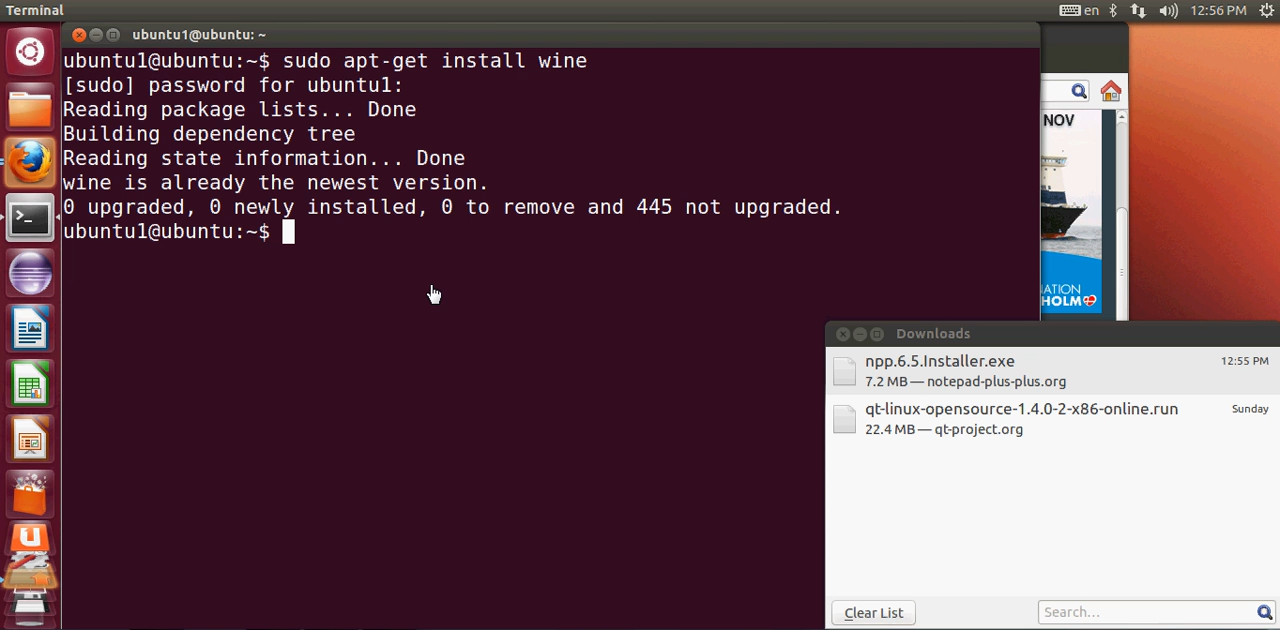 Terminal
en
12:56 PM
ubuntu1@ubuntu: ~
ubuntu1@ubuntu:~$ sudo apt-get install wine
[sudo] password for ubuntu1:
Reading package lists... Done
Building dependency tree
Reading state information... Done
wine is already the newest version.
0 upgraded, 0 newly installed, 0 to remove and 445 not upgraded.
ubuntu1@ubuntu:~$
NOV
NATION
HOLM
Downloads
npp.6.5.Installer.exe
12:55 PM
7.2 MB — notepad-plus-plus.org
qt-linux-opensource-1.4.0-2-x86-online.run
Sunday
22.4 MB — qt-project.org
Clear List
Search...